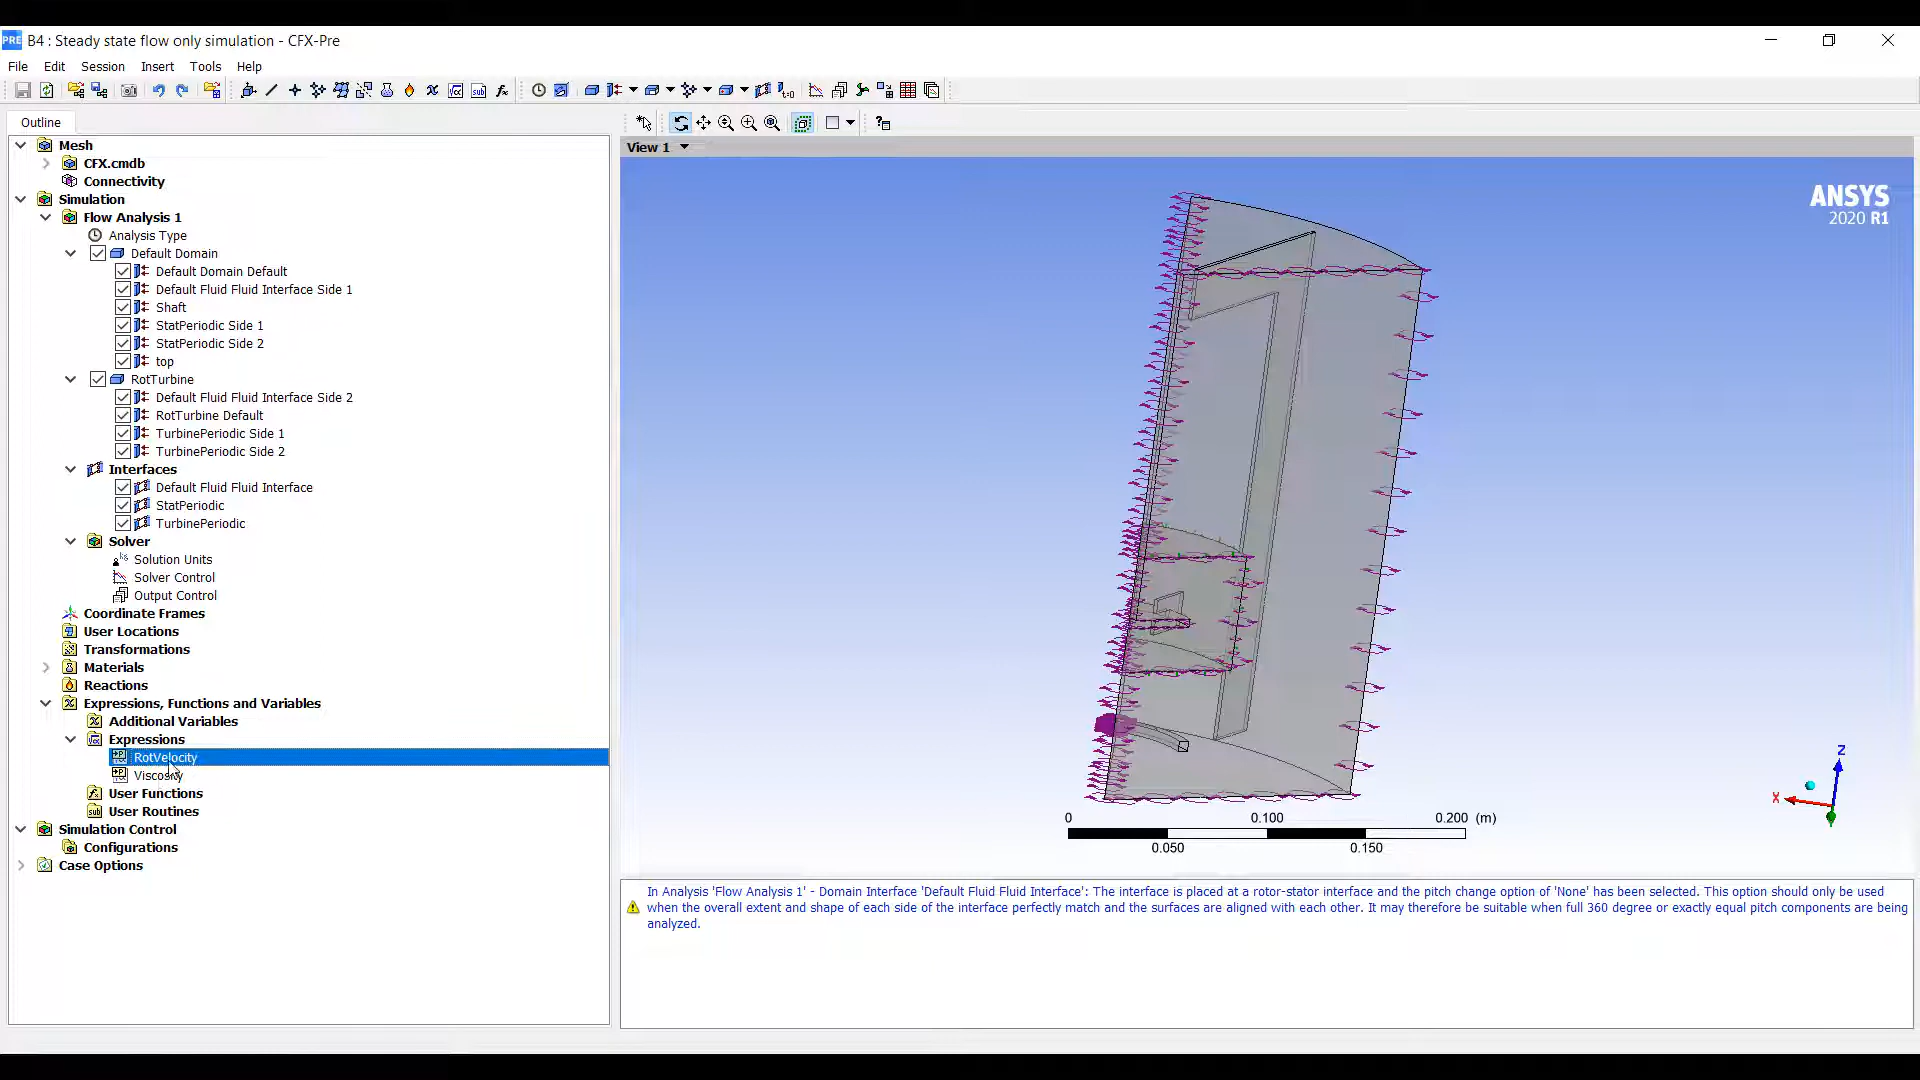 PRE B4 : Steady state flow only simulation - CFX-Pre
File Edit Session Insert Tools Help
Outline
Mesh
CFX.cmdb
Connectivity
Simulation
Flow Analysis 1
Analysis Type
Default Domain
Default Domain Default
Default Fluid Fluid Interface Side 1
Shaft
StatPeriodic Side 1
StatPeriodic Side 2
top
RotTurbine
Default Fluid Fluid Interface Side 2
RotTurbine Default
TurbinePeriodic Side 1
TurbinePeriodic Side 2
Interfaces
Default Fluid Fluid Interface
StatPeriodic
TurbinePeriodic
Solver
Solution Units
Solver Control
Output Control
Coordinate Frames
User Locations
Transformations
Materials
Reactions
Expressions, Functions and Variables
Additional Variables
Expressions
RotVelocity
Viscosity
User Functions
User Routines
Simulation Control
Configurations
Case Options
View 1
ANSYS
2020 R1
Z
X
0 0.100 0.200 (m)
0.050 0.150
In Analysis 'Flow Analysis 1' - Domain Interface 'Default Fluid Fluid Interface': The interface is placed at a rotor-stator interface and the pitch change option of 'None' has been selected. This option should only be used
when the overall extent and shape of each side of the interface perfectly match and the surfaces are aligned with each other. It may therefore be suitable when full 360 degree or exactly equal pitch components are being
analyzed.